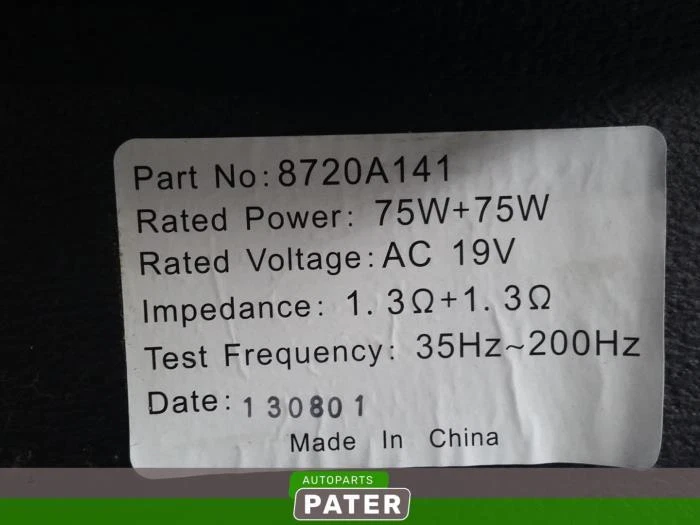 Part No:8720A141
Rated Power: 75W+75W
Rated Voltage:AC 19V
Impedance: 1.3Ω+1.3Ω
Test Frequency: 35Hz~200Hz
Date: 130801
Made In China
AUTOPARTS
PATER